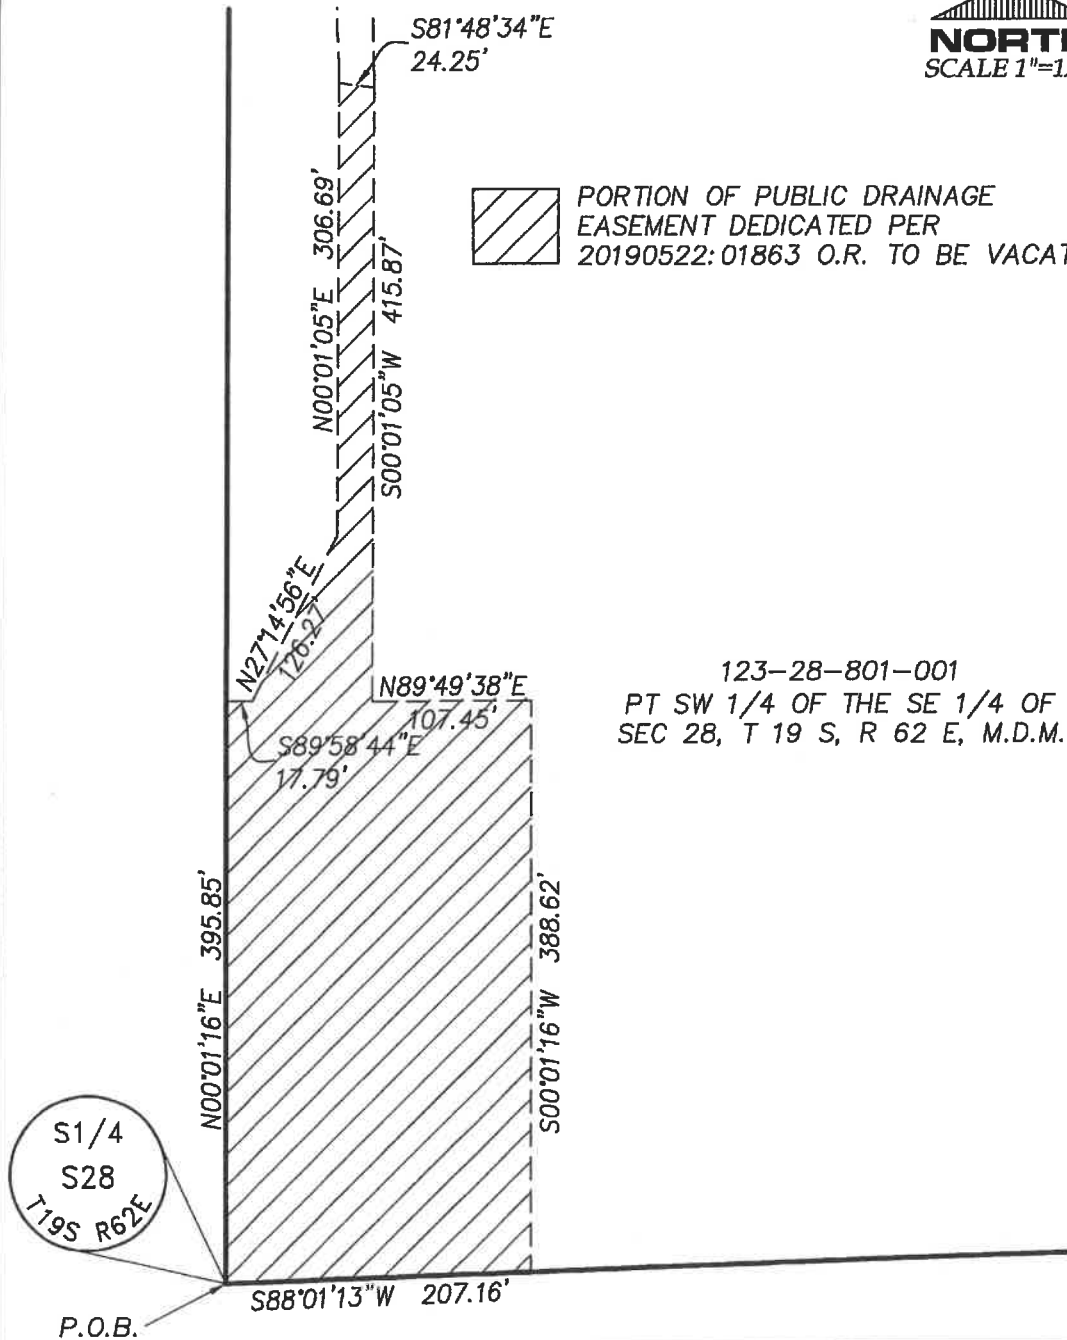 S81°48'34"E
24.25'
SCALE
PORTION OF PUBLIC DRAINAGE
EASEMENT DEDICATED PER
20190522:01863 O.R. TO BE
N00°01'05"E 306.69'
S00°01'05"W 415.87'
N27°14'56"E
126.27'
N89°49'38"E
107.45'
S89°58'44"E
17.79'
123-28-801-001
PT SW 1/4 OF THE SE 1/4 OF
SEC 28, T 19 S, R 62 E, M.D.M.
N00°01'16"E 395.85'
S00°01'16"W 388.62'
S1/4
S28
T19S R62E
S88°01'13"W 207.16'
P.O.B.